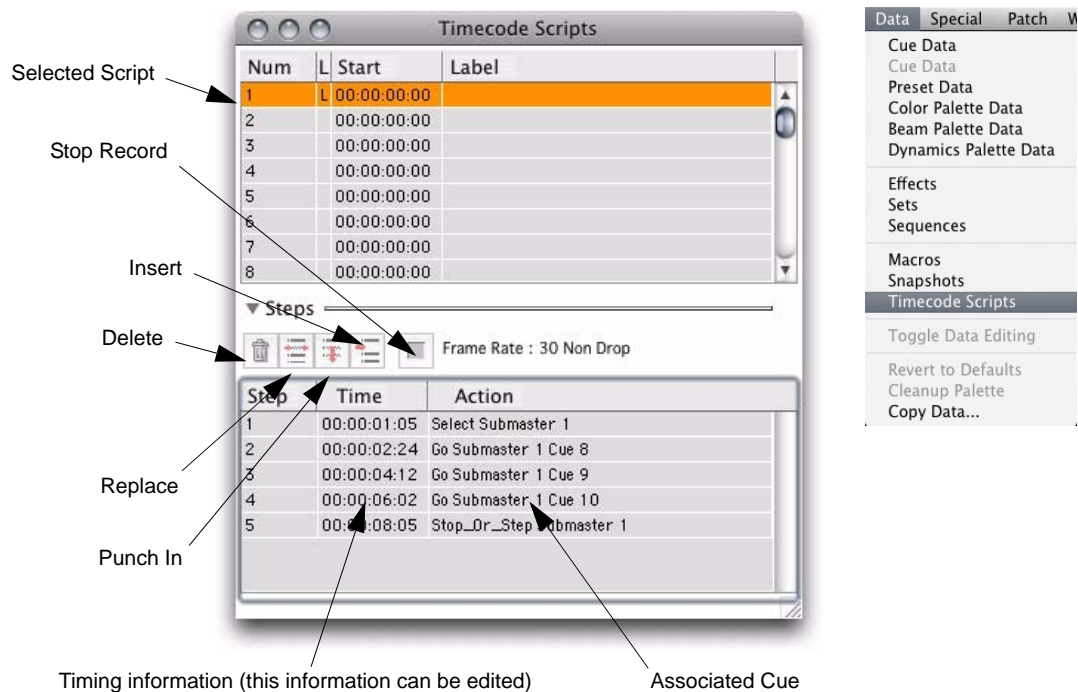 Timecode Scripts
Num L Start Label
1 L 00:00:00:00
2 00:00:00:00
3 00:00:00:00
4 00:00:00:00
5 00:00:00:00
6 00:00:00:00
7 00:00:00:00
8 00:00:00:00
Steps
Frame Rate : 30 Non Drop
Step Time Action
1 00:00:01:05 Select Submaster 1
2 00:00:02:24 Go Submaster 1 Cue 8
3 00:00:04:12 Go Submaster 1 Cue 9
4 00:00:06:02 Go Submaster 1 Cue 10
5 00:00:08:05 Stop_Or_Step Submaster 1
Selected Script
Stop Record
Insert
Delete
Replace
Punch In
Timing information (this information can be edited)
Associated Cue
Data Special Patch W
Cue Data
Cue Data
Preset Data
Color Palette Data
Beam Palette Data
Dynamics Palette Data
Effects
Sets
Sequences
Macros
Snapshots
Timecode Scripts
Toggle Data Editing
Revert to Defaults
Cleanup Palette
Copy Data...